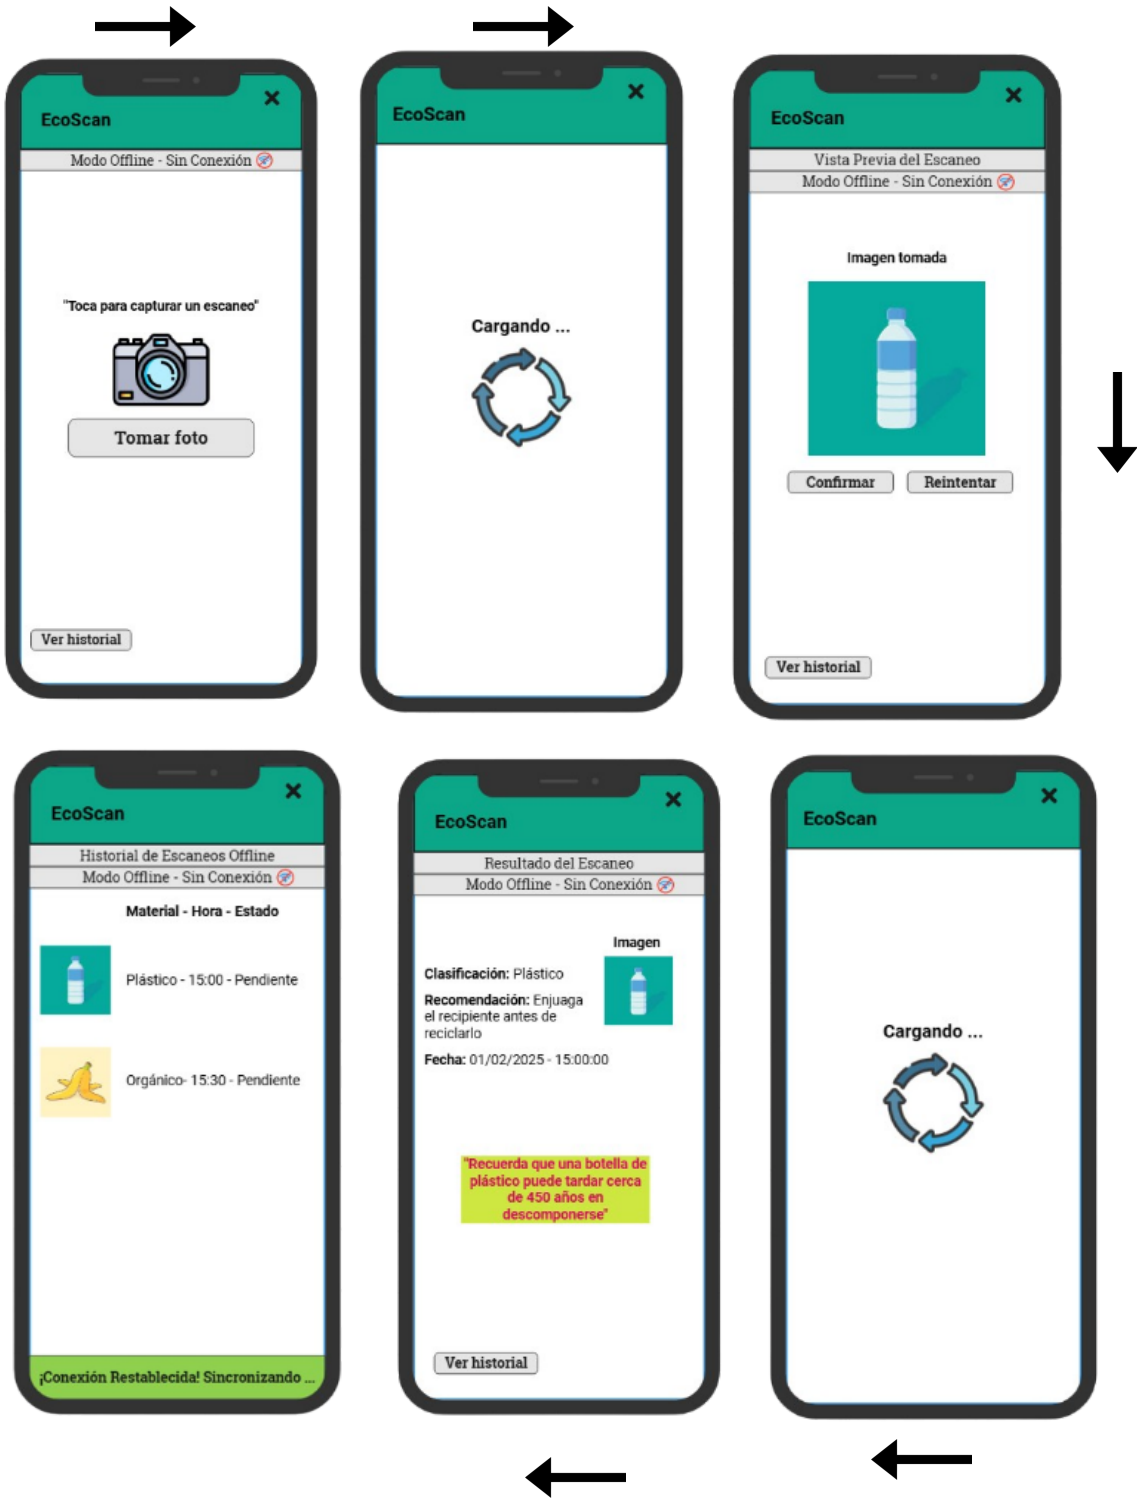 EcoScan
Modo Offline - Sin Conexión
"Toca para capturar un escaneo"
Tomar foto
Ver historial
EcoScan
Cargando ...
EcoScan
Vista Previa del Escaneo
Modo Offline - Sin Conexión
Imagen tomada
Confirmar
Reintentar
Ver historial
EcoScan
Cargando ...
EcoScan
Resultado del Escaneo
Modo Offline - Sin Conexión
Imagen
Clasificación: Plástico
Recomendación: Enjuaga
el recipiente antes de
reciclarlo
Fecha: 01/02/2025 - 15:00:00
"Recuerda que una botella de
plástico puede tardar cerca
de 450 años en
descomponerse"
Ver historial
EcoScan
Historial de Escaneos Offline
Modo Offline - Sin Conexión
Material - Hora - Estado
Plástico - 15:00 - Pendiente
Orgánico- 15:30 - Pendiente
¡Conexión Restablecida! Sincronizando ...